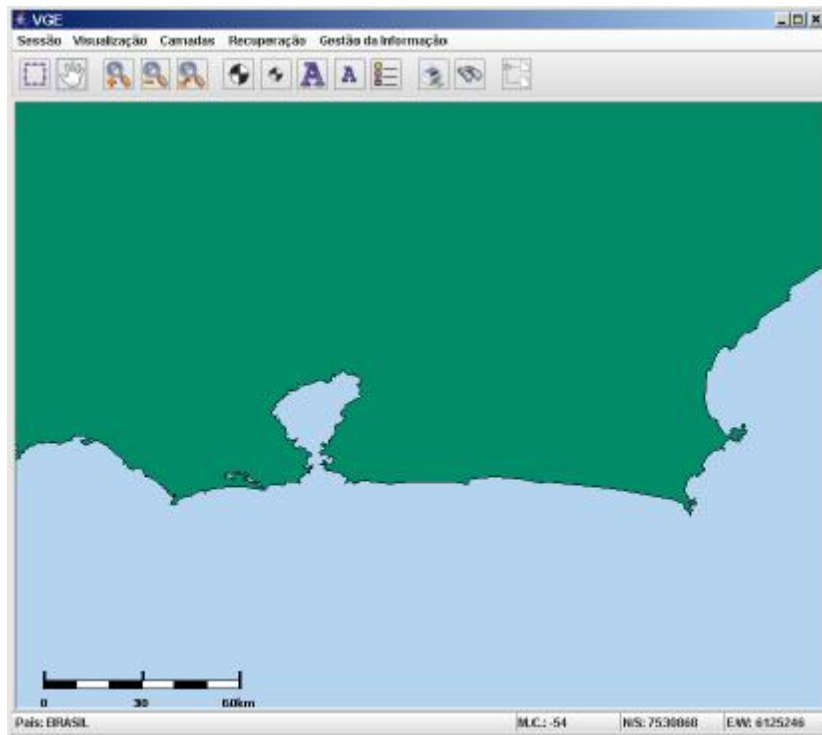 VGE
Sessão Visualização Camadas Recuperação Gestão da Informação
A A
0 30 60km
País: BRASIL M.C.: -54 N/S: 7530868 E/W: 6125246